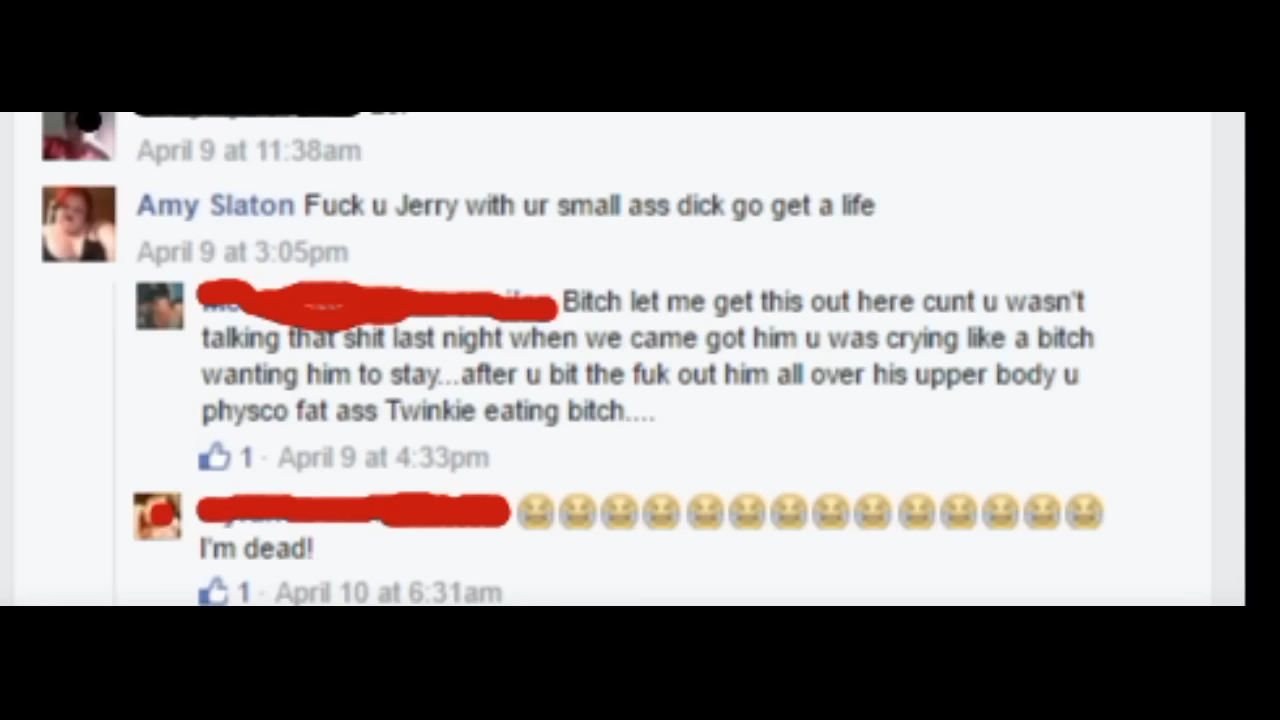 April 9 at 11:38am
Amy Slaton Fuck u Jerry with ur small ass dick go get a life
April 9 at 3:05pm
Bitch let me get this out here cunt u wasn't
talking that shit last night when we came got him u was crying like a bitch
wanting him to stay...after u bit the fuk out him all over his upper body u
physco fat ass Twinkie eating bitch....
1 · April 9 at 4:33pm
I'm dead!
1 · April 10 at 6:31am